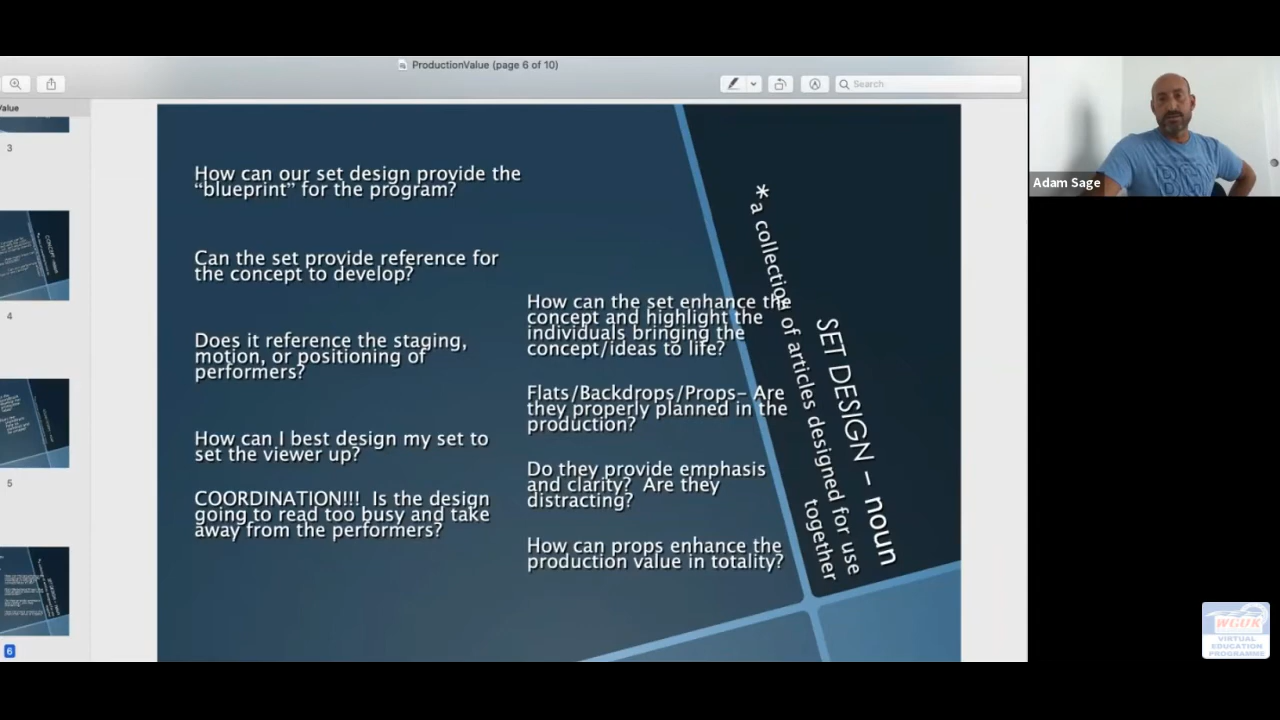 ProductionValue (page 6 of 10)
Search
Value
3
4
5
6
How can our set design provide the
“blueprint” for the program?
Can the set provide reference for
the concept to develop?
Does it reference the staging,
motion, or positioning of
performers?
How can I best design my set to
set the viewer up?
COORDINATION!!! Is the design
going to read too busy and take
away from the performers?
How can the set enhance the
concept and highlight the
individuals bringing the
concept/ideas to life?
Flats/Backdrops/Props- Are
they properly planned in the
production?
Do they provide emphasis
and clarity? Are they
distracting?
How can props enhance the
production value in totality?
SET DESIGN - noun
* a collection of articles designed for use
together
Adam Sage
WGUK
VIRTUAL
EDUCATION
PROGRAMME